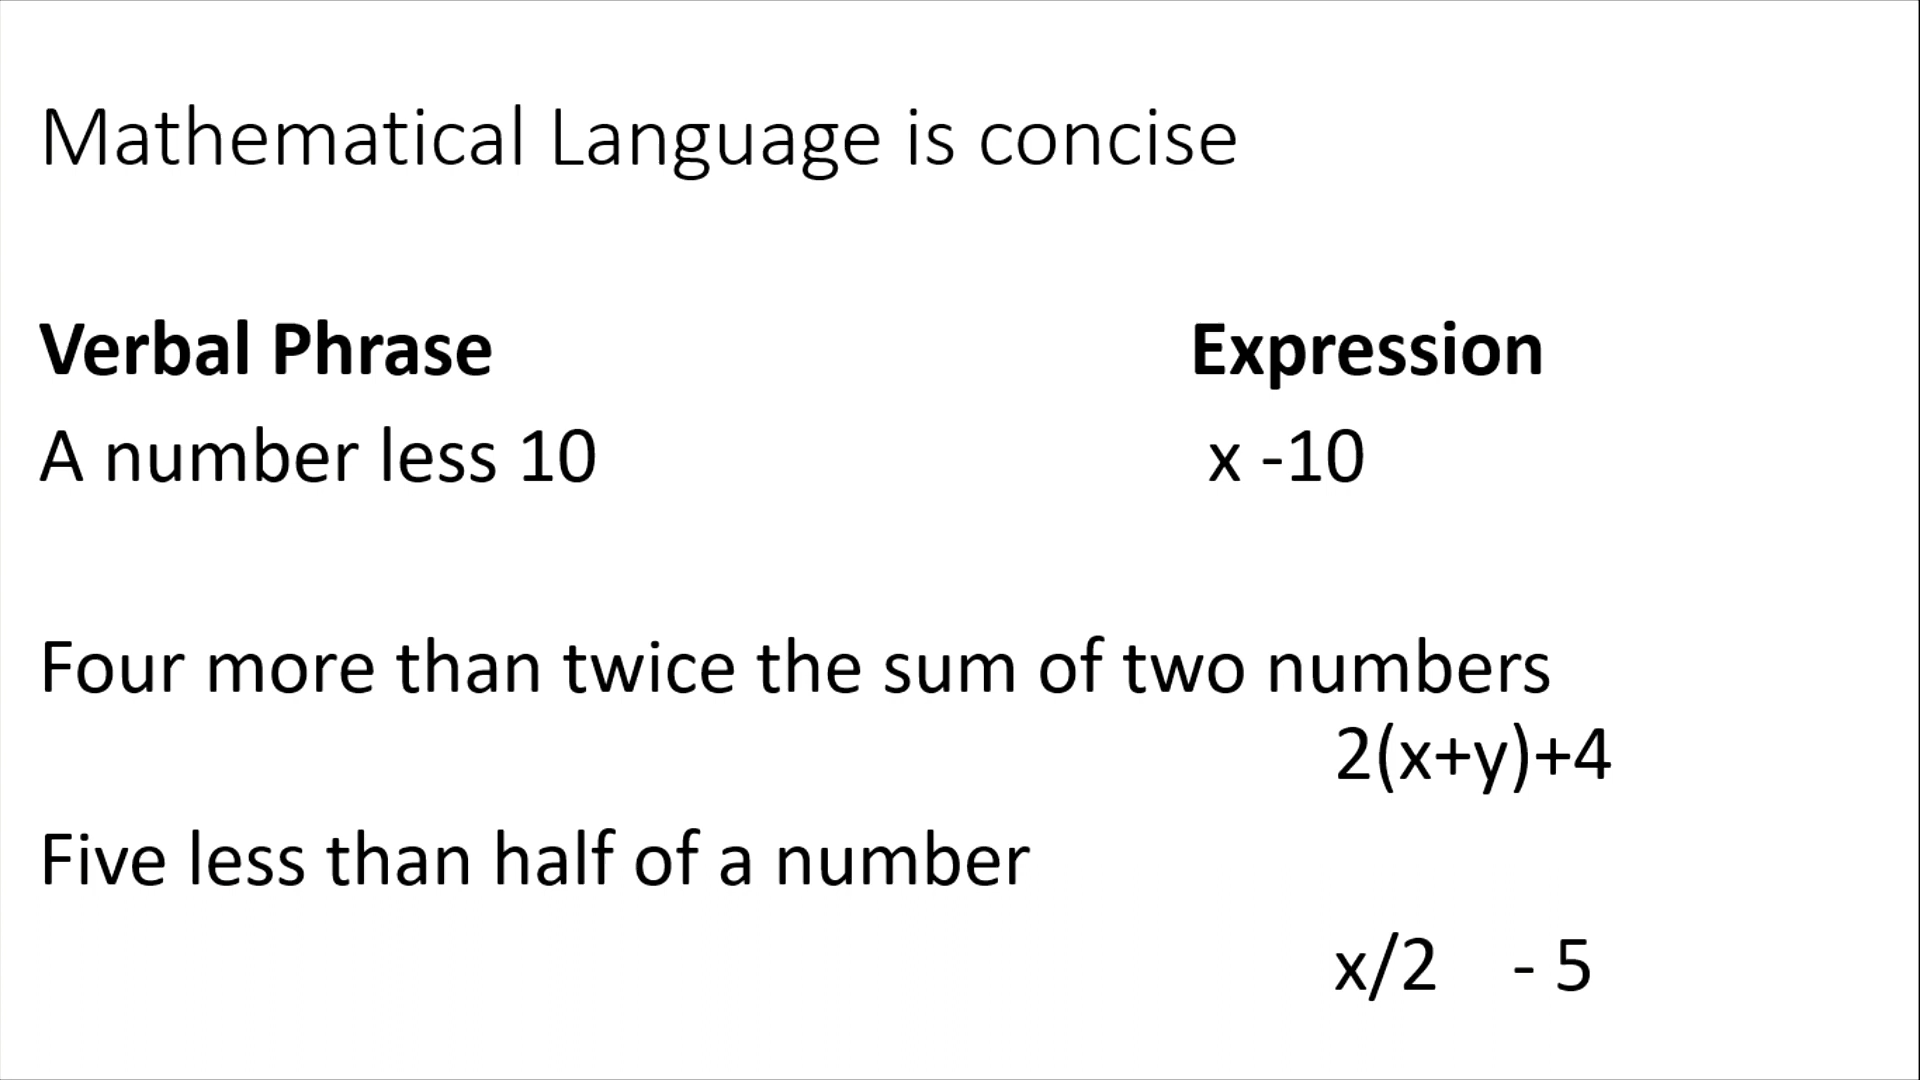 Mathematical Language is concise
Verbal Phrase Expression
A number less 10 x -10
Four more than twice the sum of two numbers
2(x+y)+4
Five less than half of a number
x/2 - 5